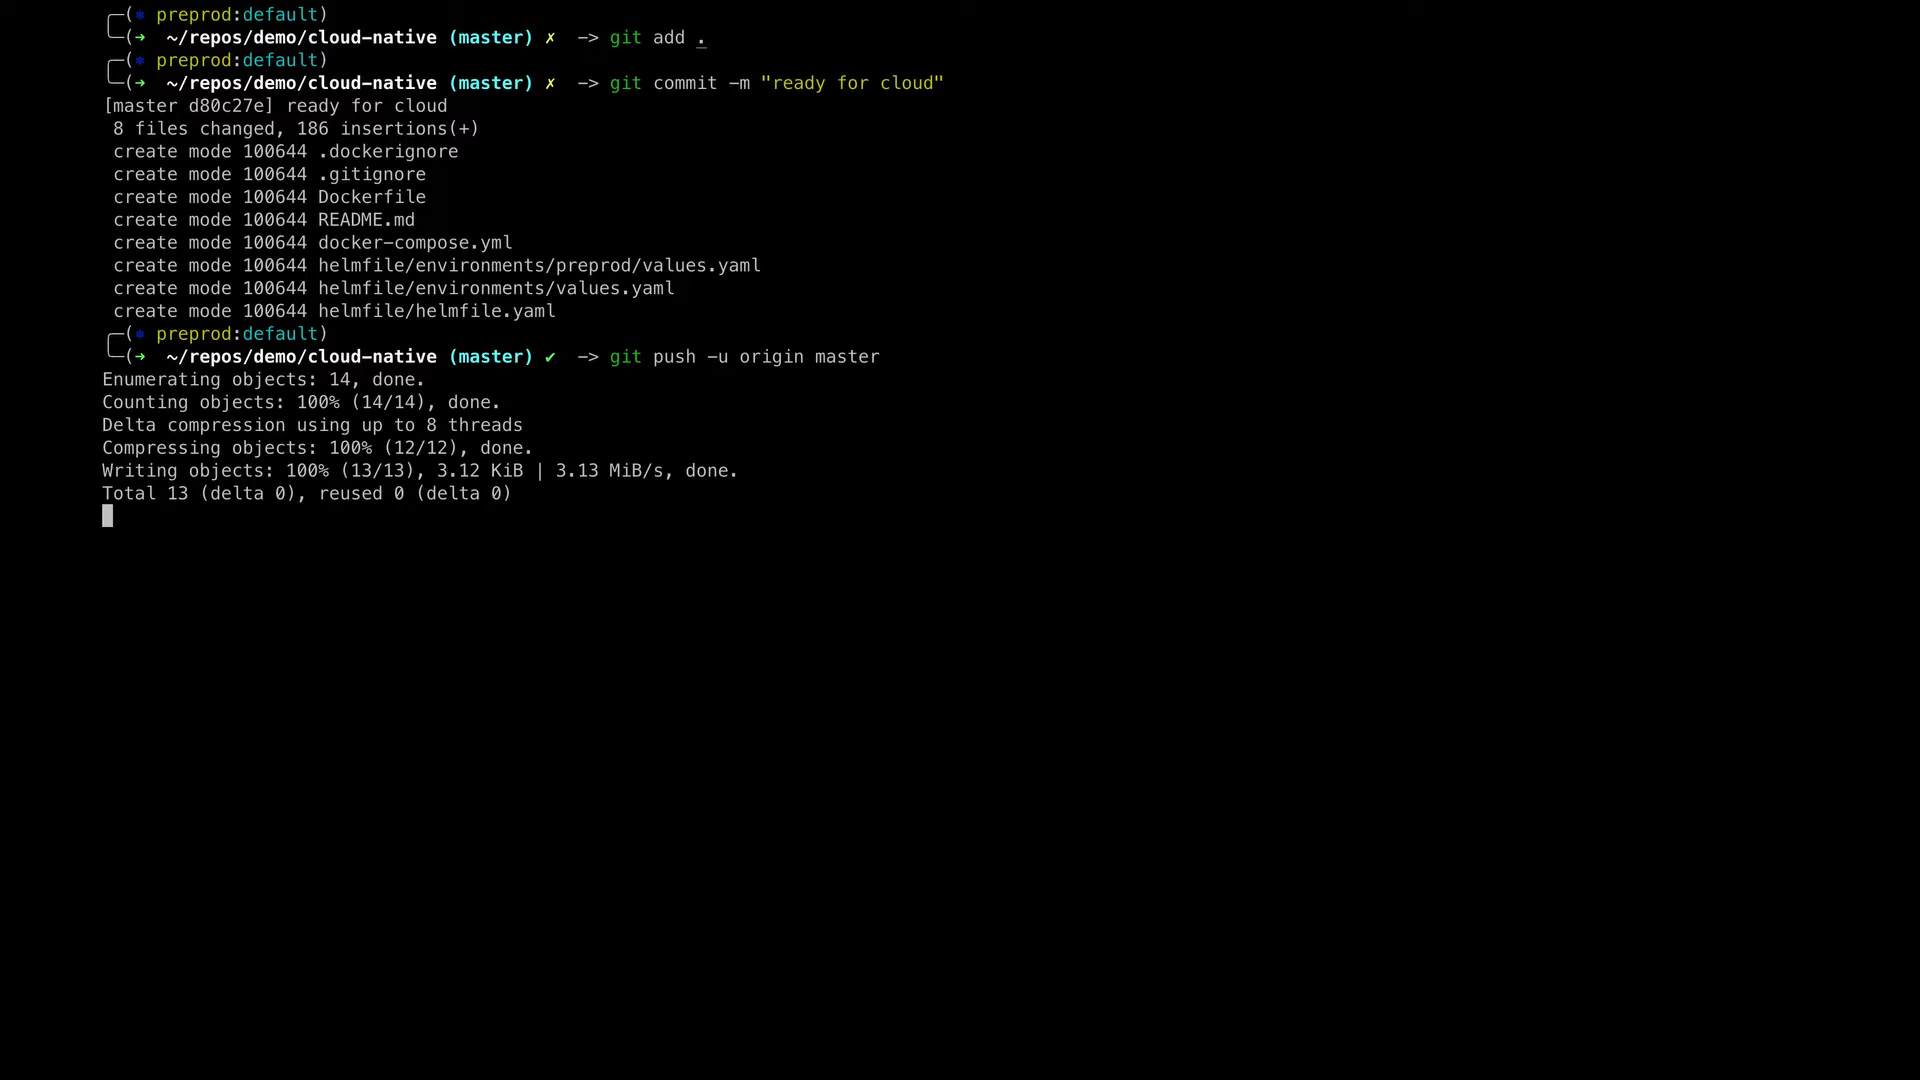 ╭─(⎈ preprod:default)
╰─(➜  ~/repos/demo/cloud-native (master) ✗  -> git add .
╭─(⎈ preprod:default)
╰─(➜  ~/repos/demo/cloud-native (master) ✗  -> git commit -m "ready for cloud"
[master d80c27e] ready for cloud
 8 files changed, 186 insertions(+)
 create mode 100644 .dockerignore
 create mode 100644 .gitignore
 create mode 100644 Dockerfile
 create mode 100644 README.md
 create mode 100644 docker-compose.yml
 create mode 100644 helmfile/environments/preprod/values.yaml
 create mode 100644 helmfile/environments/values.yaml
 create mode 100644 helmfile/helmfile.yaml
╭─(⎈ preprod:default)
╰─(➜  ~/repos/demo/cloud-native (master) ✔  -> git push -u origin master
Enumerating objects: 14, done.
Counting objects: 100% (14/14), done.
Delta compression using up to 8 threads
Compressing objects: 100% (12/12), done.
Writing objects: 100% (13/13), 3.12 KiB | 3.13 MiB/s, done.
Total 13 (delta 0), reused 0 (delta 0)